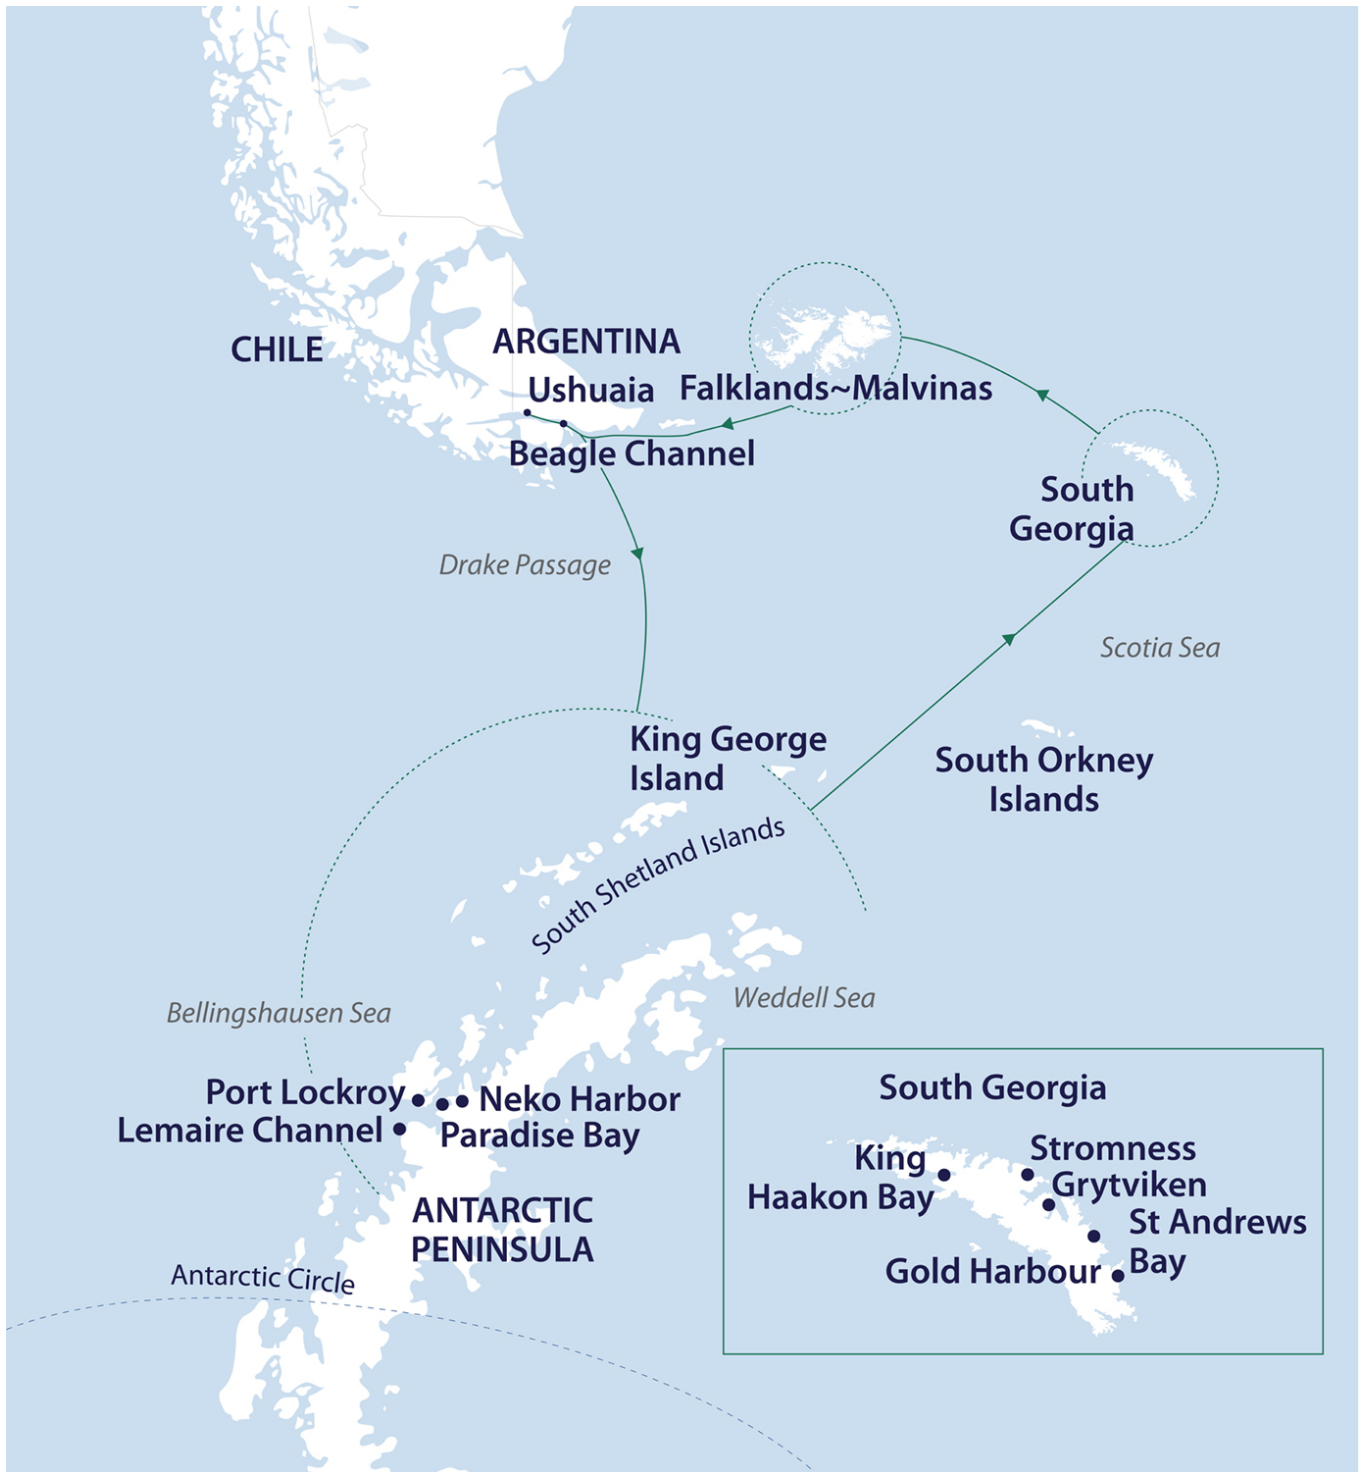 CHILE
ARGENTINA
Ushuaia
Falklands~Malvinas
Beagle Channel
South
Georgia
Drake Passage
Scotia Sea
King George
Island
South Orkney
Islands
South Shetland Islands
Weddell Sea
Bellingshausen Sea
Port Lockroy
Neko Harbor
Lemaire Channel
Paradise Bay
ANTARCTIC
PENINSULA
Antarctic Circle
South Georgia
King
Haakon Bay
Stromness
Grytviken
St Andrews
Bay
Gold Harbour